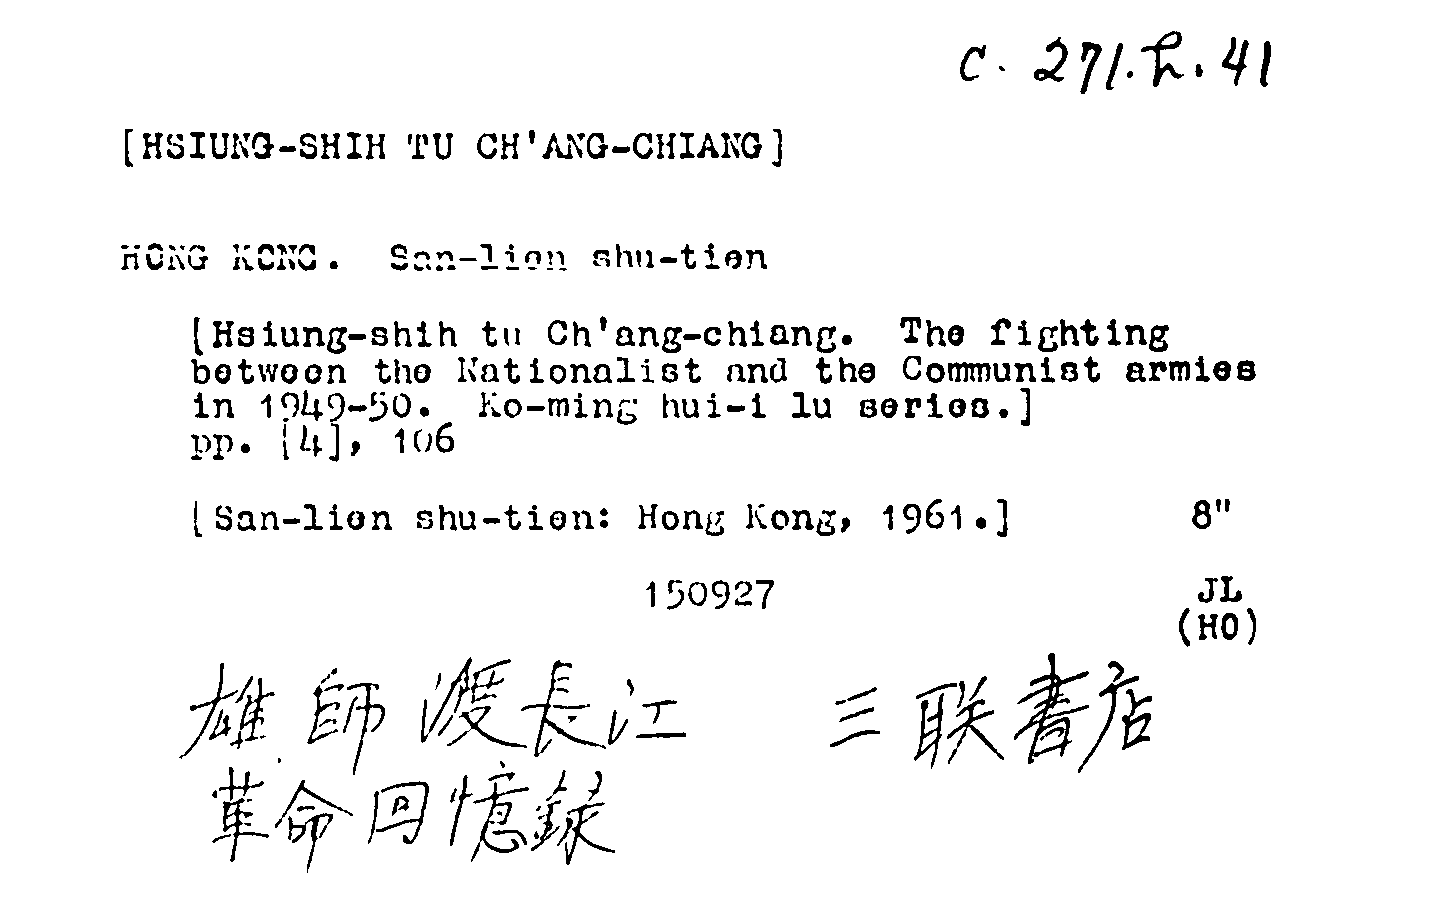 C. 271.h.41
[HSIUNG-SHIH TU CH'ANG-CHIANG]
HONG KONG. San-lien shu-tien
[Hsiung-shih tu Ch'ang-chiang. The fighting
between the Nationalist and the Communist armies
in 1949-50. Ko-ming hui-i lu series.]
pp. [4], 106
[San-lien shu-tien: Hong Kong, 1961.] 8"
150927 JL
(HO)
雄師渡長江 三联書店
革命回憶録